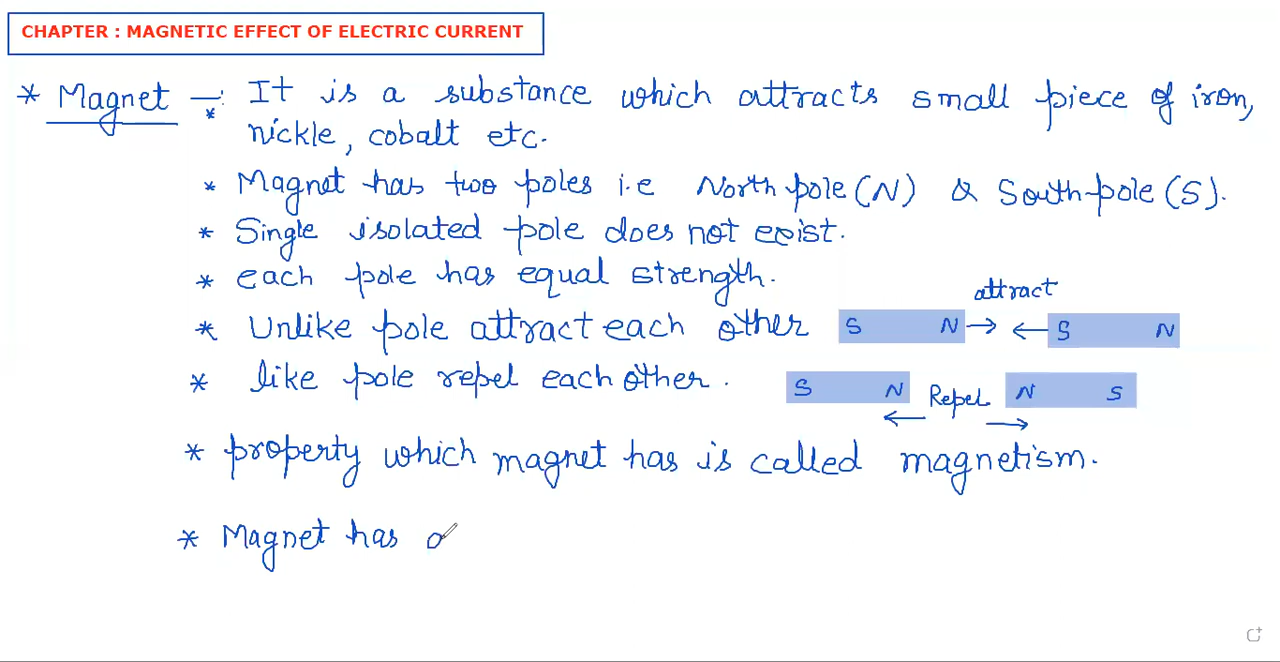 CHAPTER : MAGNETIC EFFECT OF ELECTRIC CURRENT
* Magnet —: * It is a substance which attracts small piece of iron,
nickle, cobalt etc.
* Magnet has two poles i.e North pole (N) & South pole (S).
* Single isolated pole does not exist.
* each pole has equal strength.
attract
* Unlike pole attract each other S N → ← S N
* like pole repel each other. S N Repel N S
← →
* property which magnet has is called magnetism.
* Magnet has